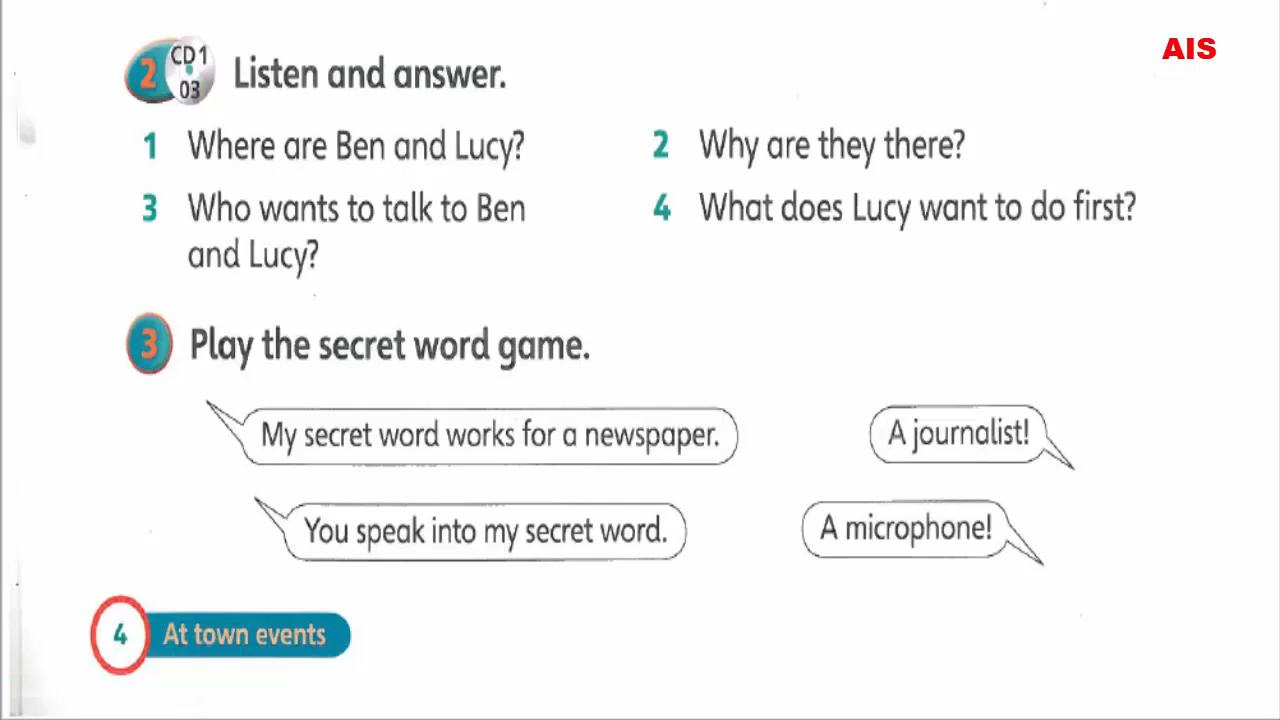 AIS
2 CD 1 03 Listen and answer.
1 Where are Ben and Lucy?
2 Why are they there?
3 Who wants to talk to Ben
and Lucy?
4 What does Lucy want to do first?
3 Play the secret word game.
My secret word works for a newspaper.
A journalist!
You speak into my secret word.
A microphone!
4 At town events